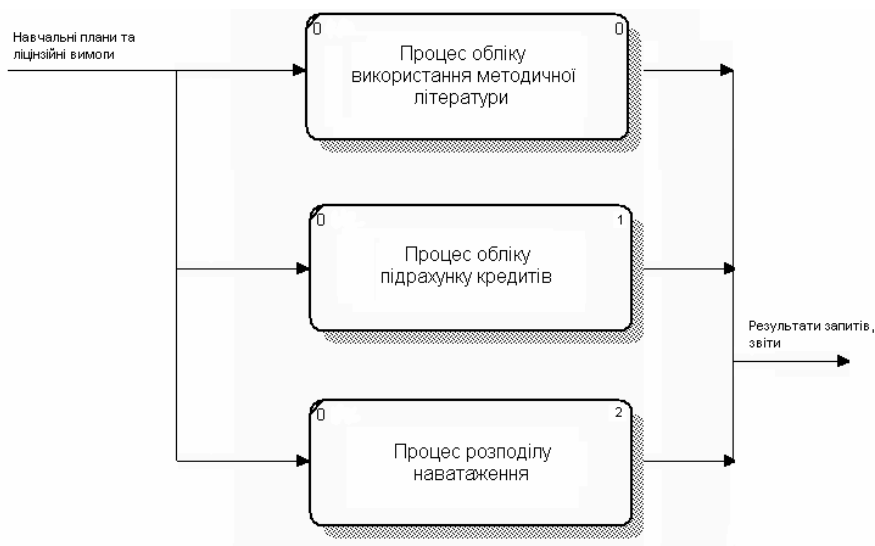 Навчальні плани та
ліцінзійні вимоги
0 0
Процес обліку
використання методичної
літератури
0 1
Процес обліку
підрахунку кредитів
Результати запитів,
звіти
0 2
Процес розподілу
наватаження